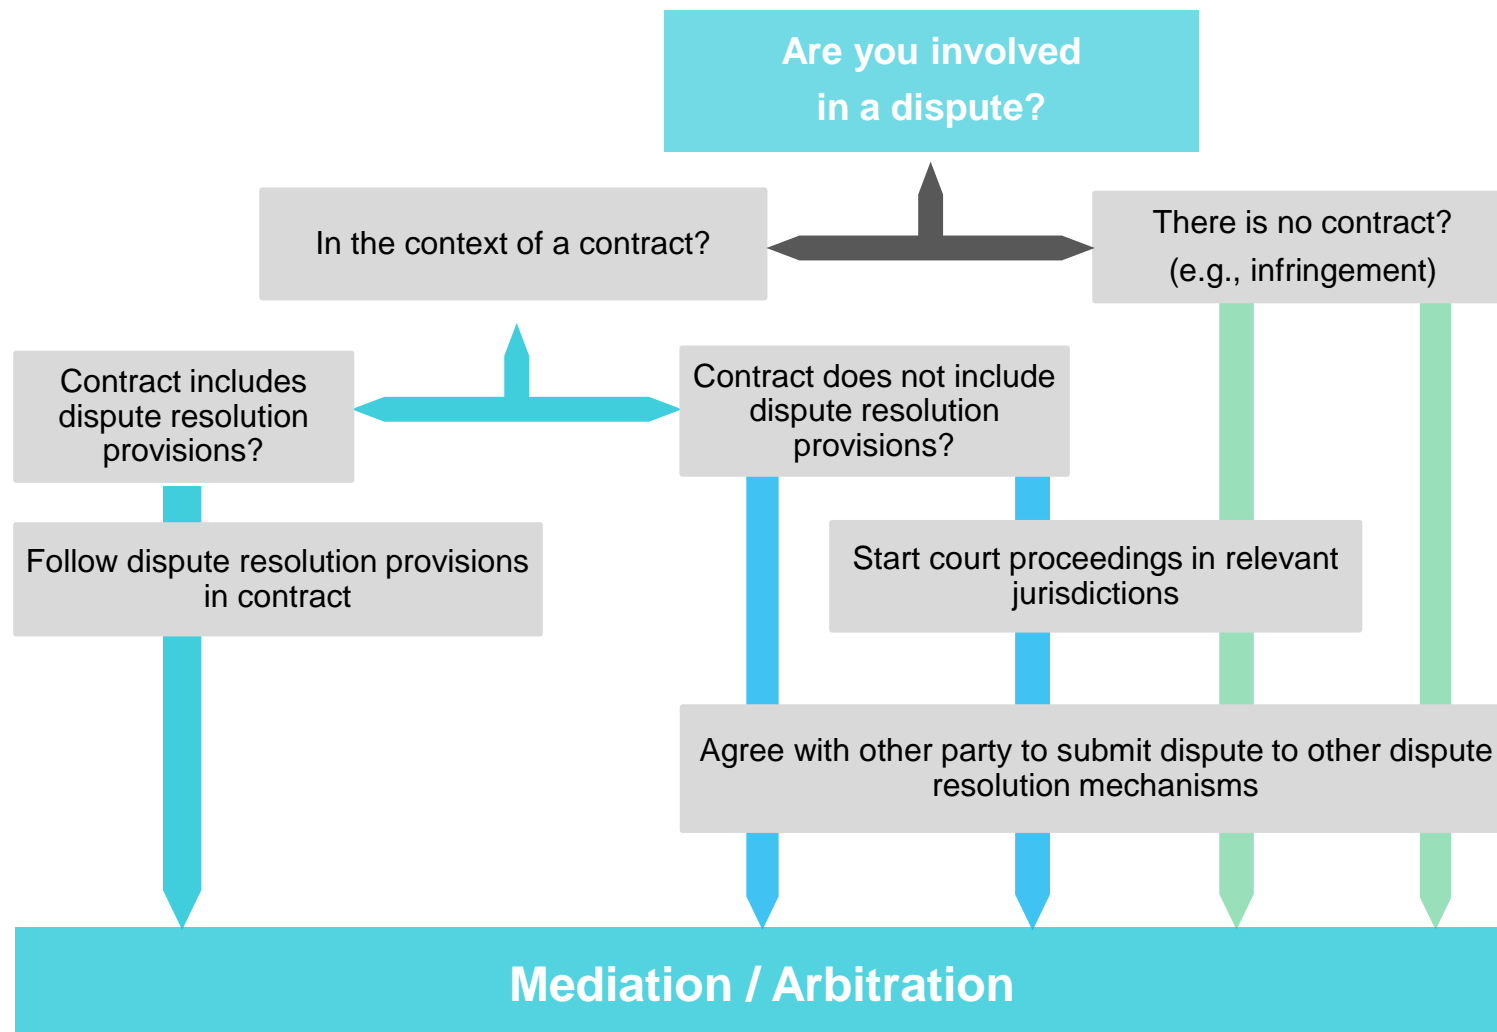 Are you involved
in a dispute?
In the context of a contract?
There is no contract?
(e.g., infringement)
Contract includes
dispute resolution
provisions?
Contract does not include
dispute resolution
provisions?
Follow dispute resolution provisions
in contract
Start court proceedings in relevant
jurisdictions
Agree with other party to submit dispute to other dispute
resolution mechanisms
Mediation / Arbitration